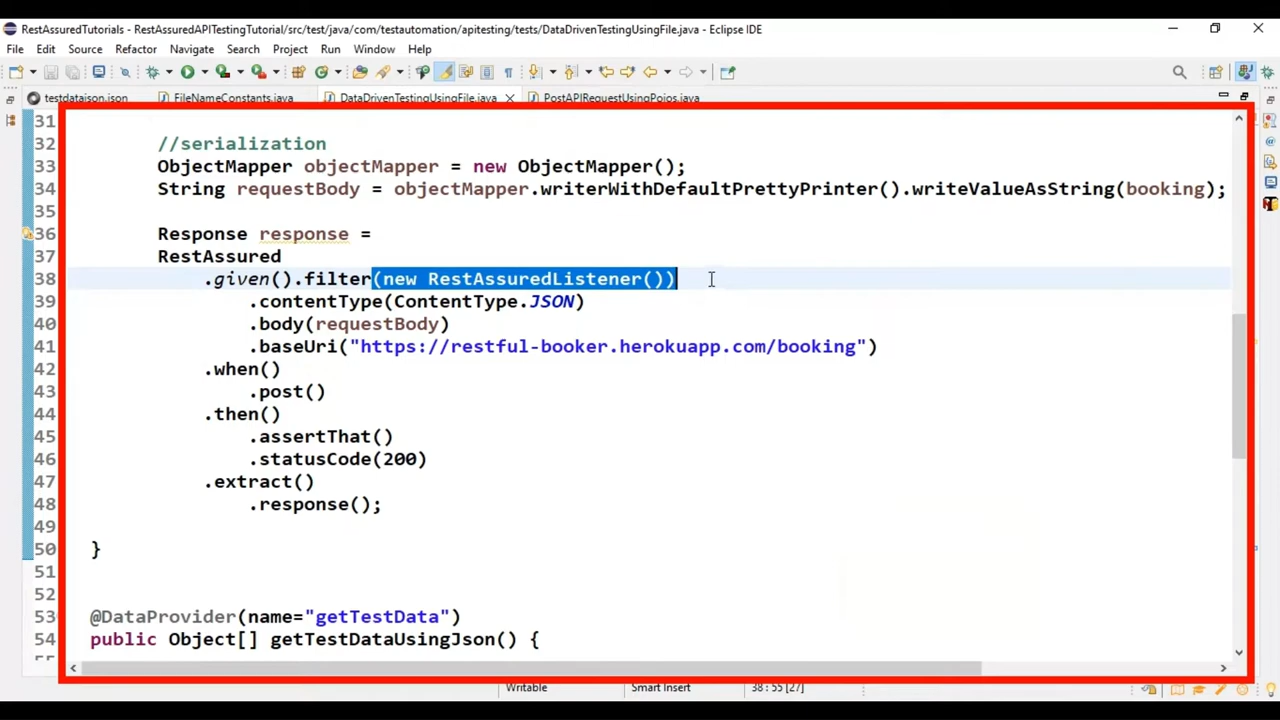 RestAssuredTutorials - RestAssuredAPITestingTutorial/src/test/java/com/testautomation/apitesting/tests/DataDrivenTestingUsingFile.java - Eclipse IDE
File Edit Source Refactor Navigate Search Project Run Window Help
testdataison.json FileNameConstants.java DataDrivenTestingUsingFile.java PostAPIRequestUsingPojos.java
31
32 //serialization
33 ObjectMapper objectMapper = new ObjectMapper();
34 String requestBody = objectMapper.writerWithDefaultPrettyPrinter().writeValueAsString(booking);
35
36 Response response =
37 RestAssured
38 .given().filter(new RestAssuredListener())
39 .contentType(ContentType.JSON)
40 .body(requestBody)
41 .baseUri("https://restful-booker.herokuapp.com/booking")
42 .when()
43 .post()
44 .then()
45 .assertThat()
46 .statusCode(200)
47 .extract()
48 .response();
49
50 }
51
52
53 @DataProvider(name="getTestData")
54 public Object[] getTestDataUsingJson() {
55
Writable Smart Insert 38 : 55 [27]